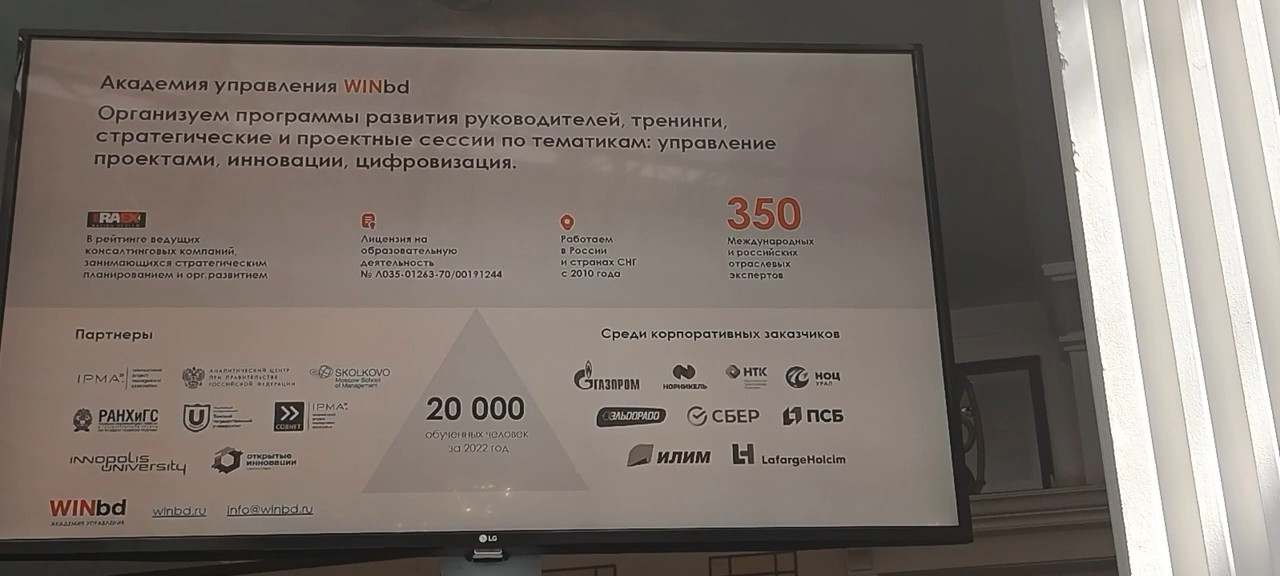 Академия управления WINbd
Организуем программы развития руководителей, тренинги,
стратегические и проектные сессии по тематикам: управление
проектами, инновации, цифровизация.
RAEX
В рейтинге ведущих
консалтинговых компаний,
занимающихся стратегическим
планированием и орг.развитием
Лицензия на
образовательную
деятельность
№ Л035-01263-70/00191244
Работаем
в России
и странах СНГ
с 2010 года
350
Международных
и российских
отраслевых
экспертов
Партнеры
IPMA
АНАЛИТИЧЕСКИЙ ЦЕНТР
ПРИ ПРАВИТЕЛЬСТВЕ
РОССИЙСКОЙ ФЕДЕРАЦИИ
SKOLKOVO
Moscow School
of Management
РАНХиГС
СОВНЕТ
IPMA
INNOPOLIS
UNIVERSITY
ОТКРЫТЫЕ
ИННОВАЦИИ
20 000
обученных человек
за 2022 год
Среди корпоративных заказчиков
ГАЗПРОМ
НОРНИКЕЛЬ
НТК
НОЦ
УРАЛ
ЭЛЬДОРАДО
СБЕР
ПСБ
ИЛИМ
LafargeHolcim
WINbd
АКАДЕМИЯ УПРАВЛЕНИЯ
winbd.ru
info@winbd.ru
LG